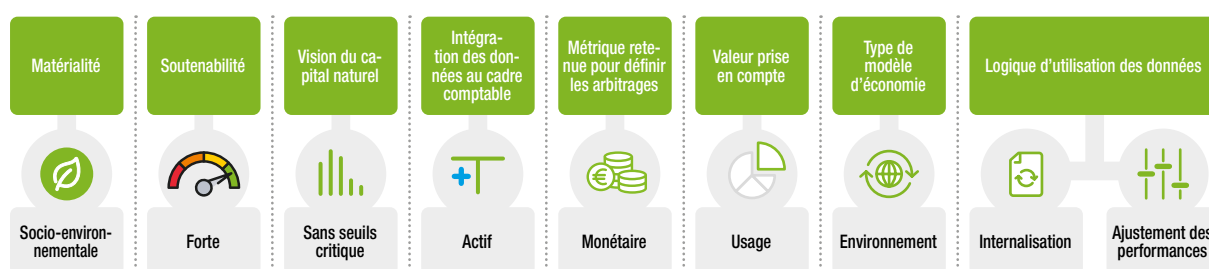 Matérialité
Soutenabilité
Vision du ca-
pital naturel
Intégra-
tion des don-
nées au cadre
comptable
Métrique rete-
nue pour définir
les arbitrages
Valeur prise
en compte
Type de
modèle
d'économie
Logique d'utilisation des données
Socio-environ-
nementale
Forte
Sans seuils
critique
Actif
Monétaire
Usage
Environnement
Internalisation
Ajustement des
performances